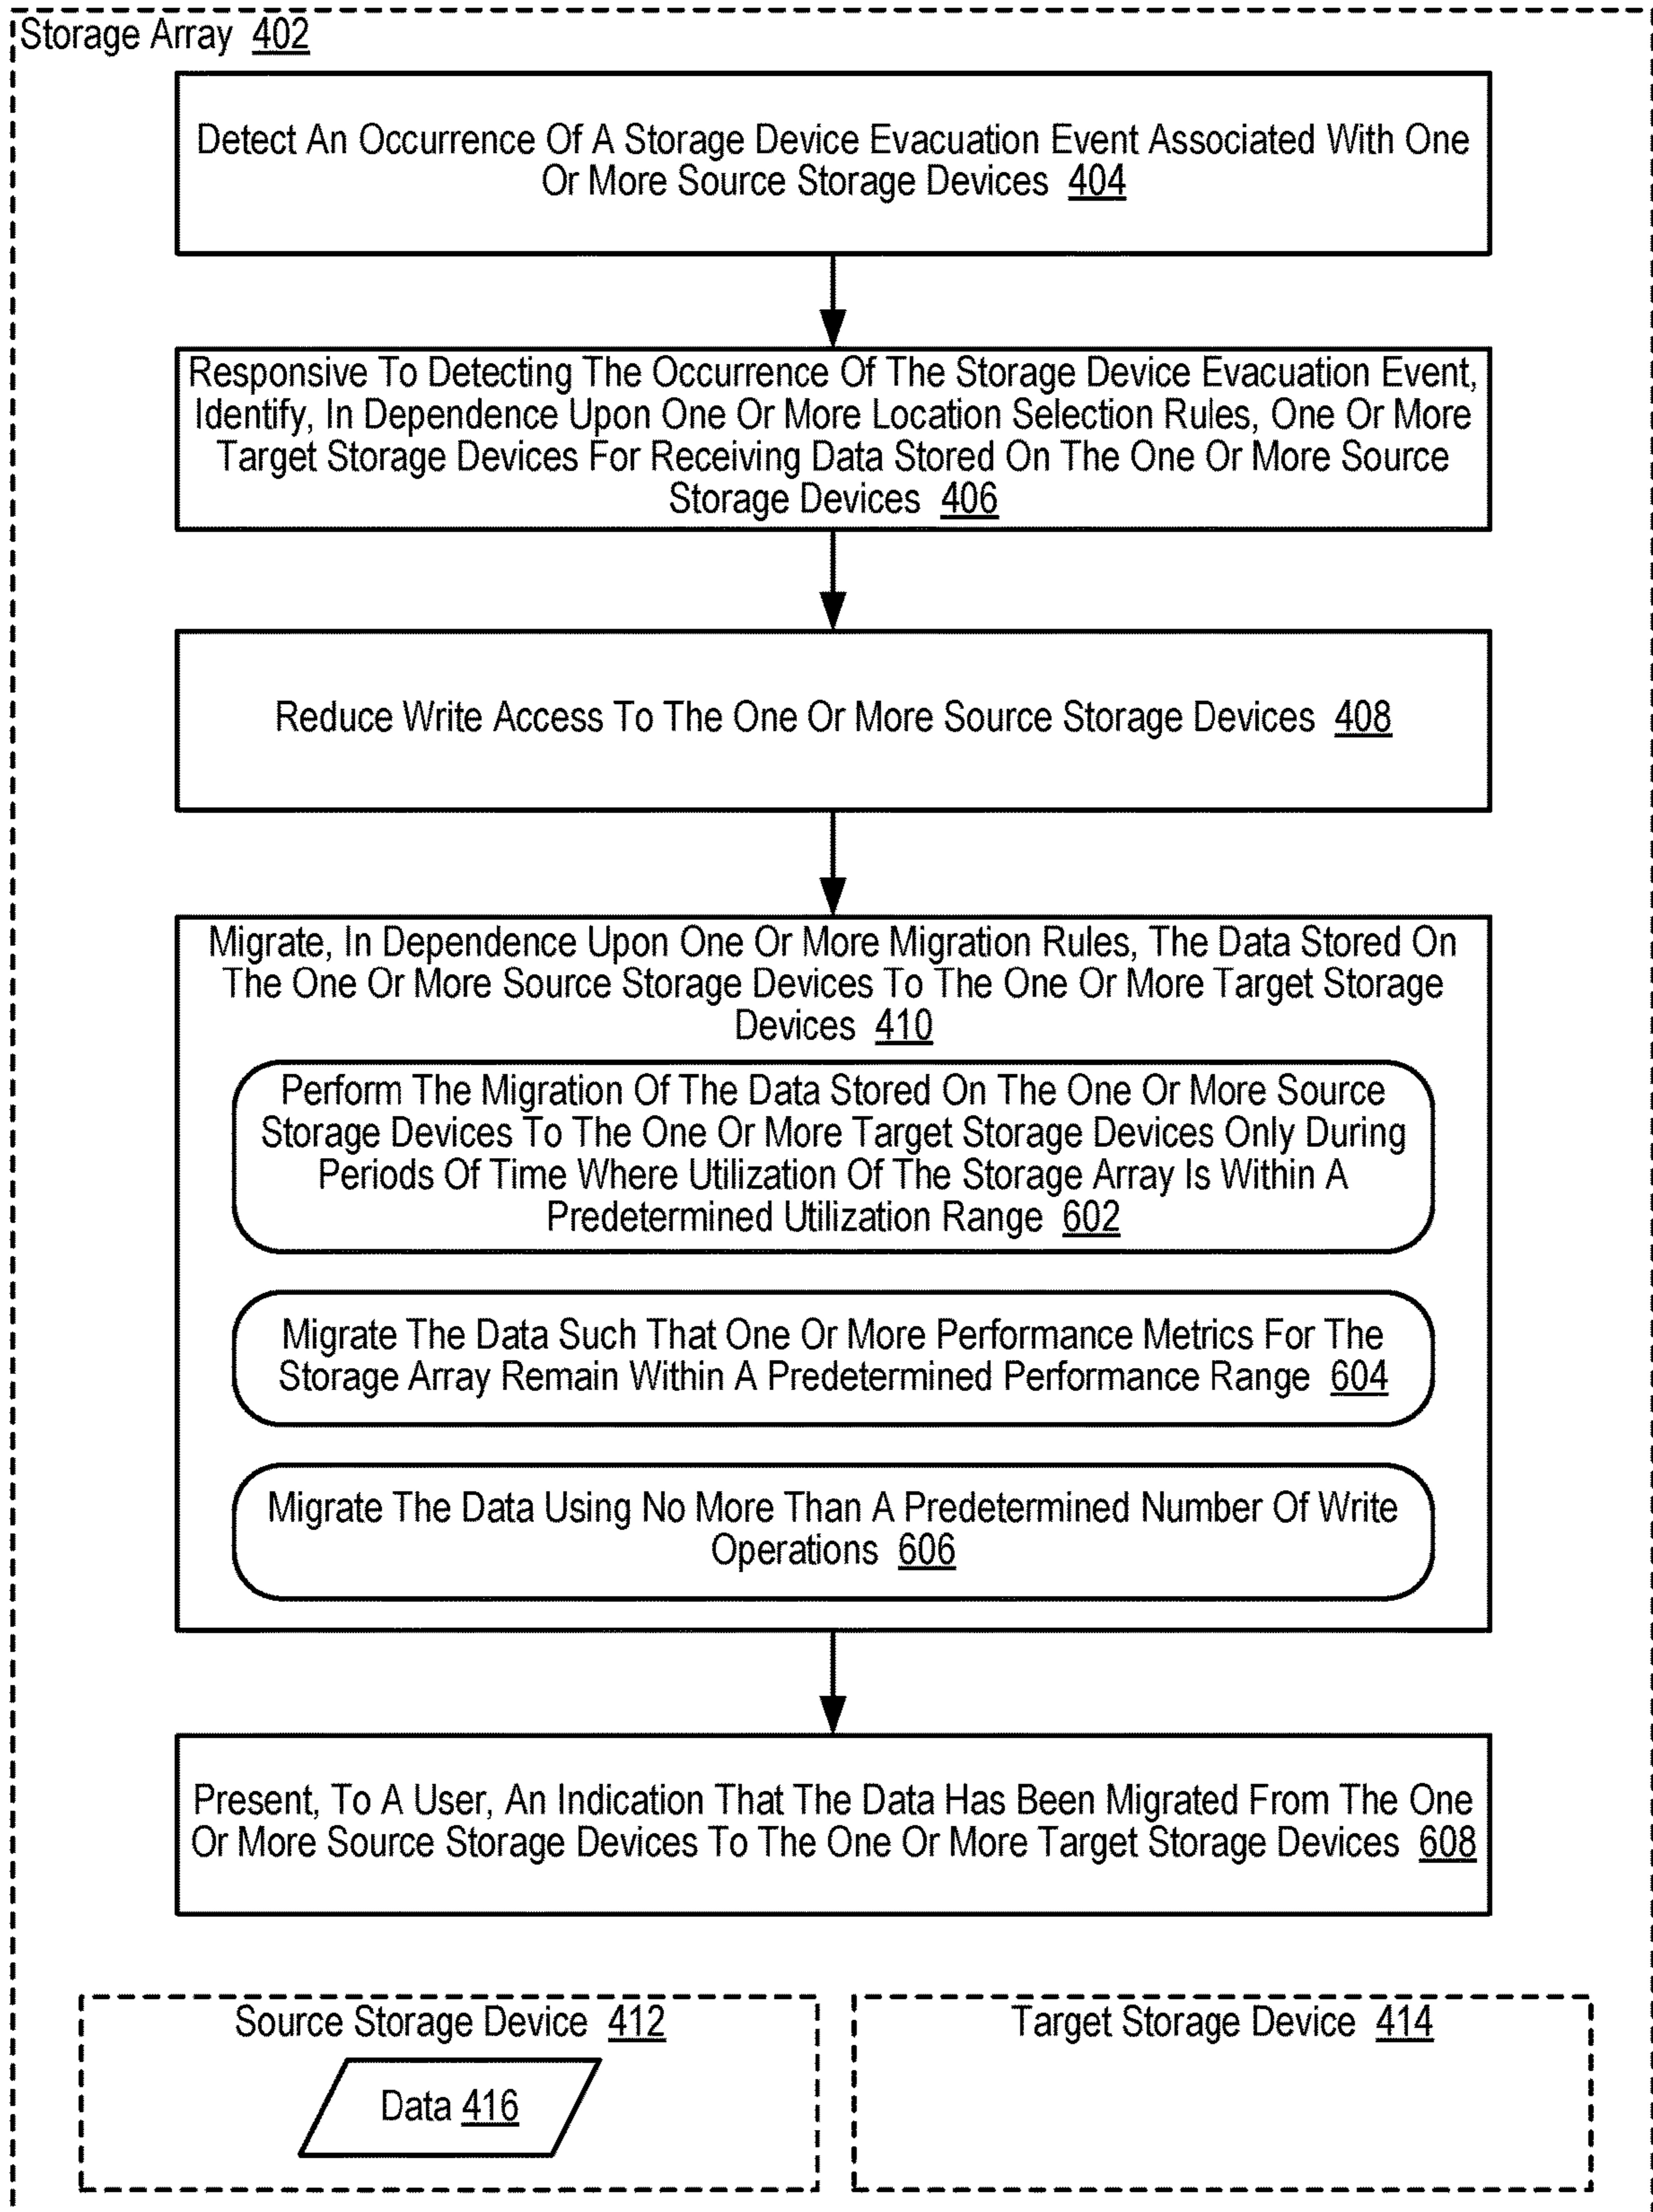 Storage Array 402
Detect An Occurrence Of A Storage Device Evacuation Event Associated With One
Or More Source Storage Devices 404
Responsive To Detecting The Occurrence Of The Storage Device Evacuation Event,
Identify, In Dependence Upon One Or More Location Selection Rules, One Or More
Target Storage Devices For Receiving Data Stored On The One Or More Source
Storage Devices 406
Reduce Write Access To The One Or More Source Storage Devices 408
Migrate, In Dependence Upon One Or More Migration Rules, The Data Stored On
The One Or More Source Storage Devices To The One Or More Target Storage
Devices 410
Perform The Migration Of The Data Stored On The One Or More Source
Storage Devices To The One Or More Target Storage Devices Only During
Periods Of Time Where Utilization Of The Storage Array Is Within A
Predetermined Utilization Range 602
Migrate The Data Such That One Or More Performance Metrics For The
Storage Array Remain Within A Predetermined Performance Range 604
Migrate The Data Using No More Than A Predetermined Number Of Write
Operations 606
Present, To A User, An Indication That The Data Has Been Migrated From The One
Or More Source Storage Devices To The One Or More Target Storage Devices 608
Source Storage Device 412
Target Storage Device 414
Data 416